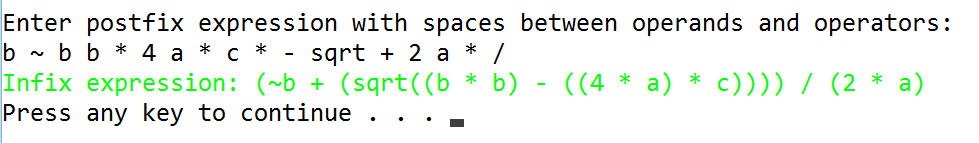 Enter postfix expression with spaces between operands and operators:
b ~ b b * 4 a * c * - sqrt + 2 a * /
Infix expression: (~b + (sqrt((b * b) - ((4 * a) * c)))) / (2 * a)
Press any key to continue . . .